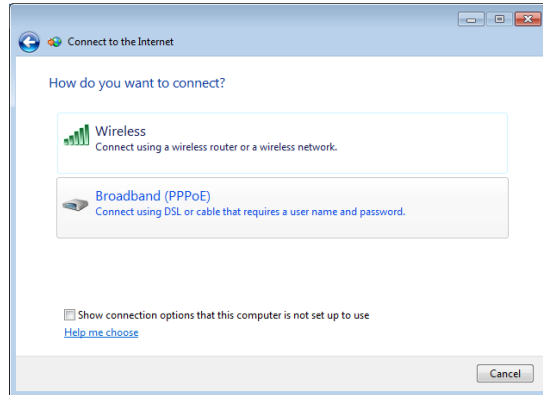 Connect to the Internet
How do you want to connect?
Wireless
Connect using a wireless router or a wireless network.
Broadband (PPPoE)
Connect using DSL or cable that requires a user name and password.
Show connection options that this computer is not set up to use
Help me choose
Cancel